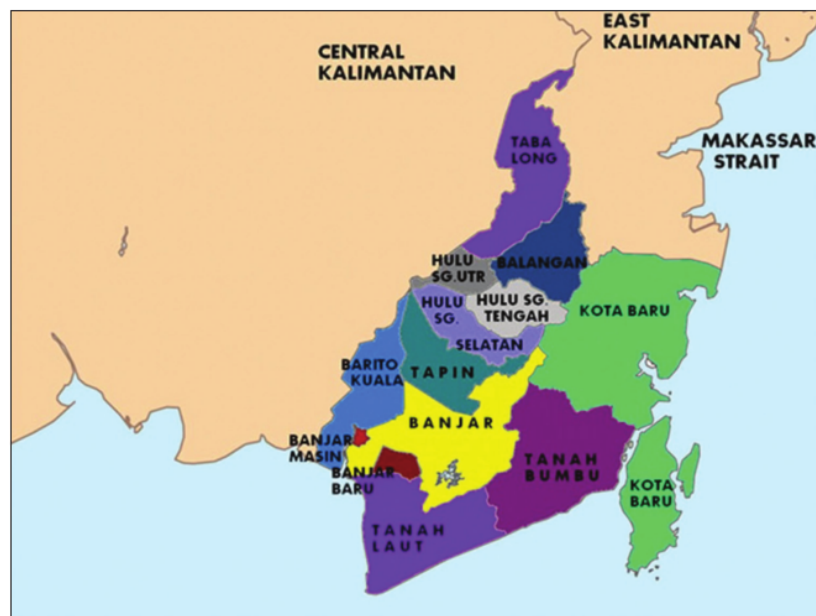 EAST
KALIMANTAN
CENTRAL
KALIMANTAN
MAKASSAR
STRAIT
TABA
LONG
HULU
SG.UTR
BALANGAN
HULU
SG.
HULU SG.
TENGAH
KOTA BARU
SELATAN
BARITO
KUALA
TAPIN
BANJAR
BANJAR
MASIN
BANJAR
BARU
TANAH
BUMBU
KOTA
BARU
TANAH
LAUT